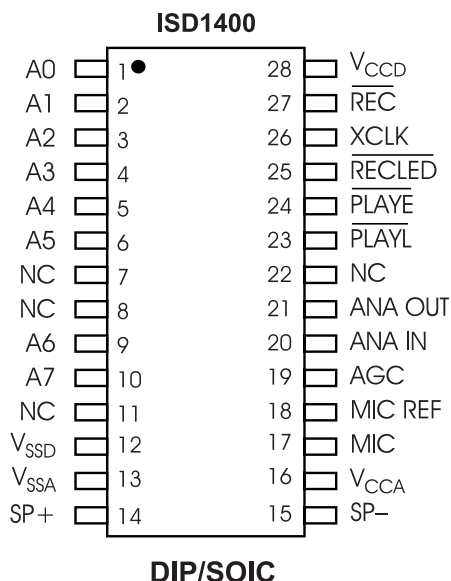 ISD1400
A0 1 28 VCCD
A1 2 27 REC
A2 3 26 XCLK
A3 4 25 RECLED
A4 5 24 PLAYE
A5 6 23 PLAYL
NC 7 22 NC
NC 8 21 ANA OUT
A6 9 20 ANA IN
A7 10 19 AGC
NC 11 18 MIC REF
VSSD 12 17 MIC
VSSA 13 16 VCCA
SP+ 14 15 SP–
DIP/SOIC